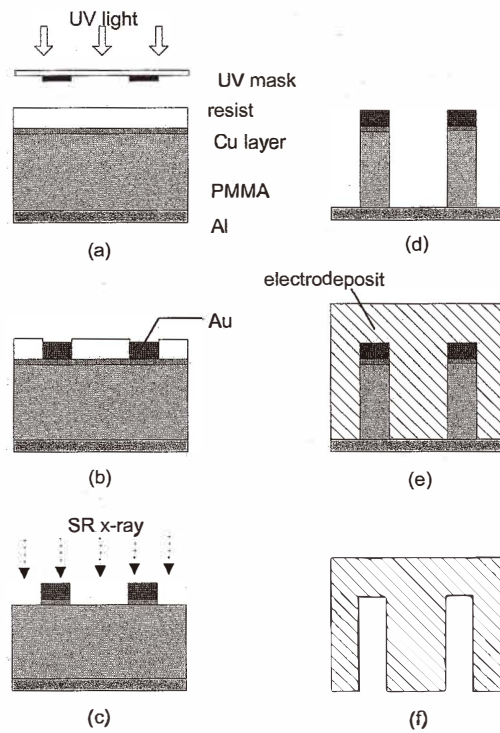 UV light
UV mask
resist
Cu layer
PMMA
Al
(a)
(d)
electrodeposit
Au
(b)
(e)
SR x-ray
(c)
(f)